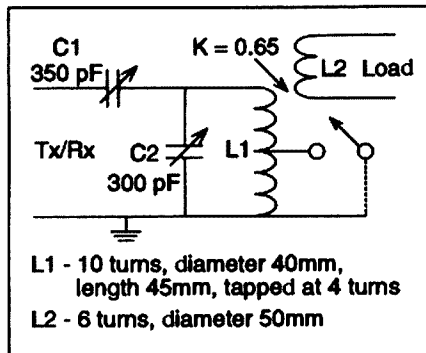 C1
350 pF
K = 0.65
L2 Load
Tx/Rx
C2
300 pF
L1
L1 - 10 turns, diameter 40mm,
length 45mm, tapped at 4 turns
L2 - 6 turns, diameter 50mm